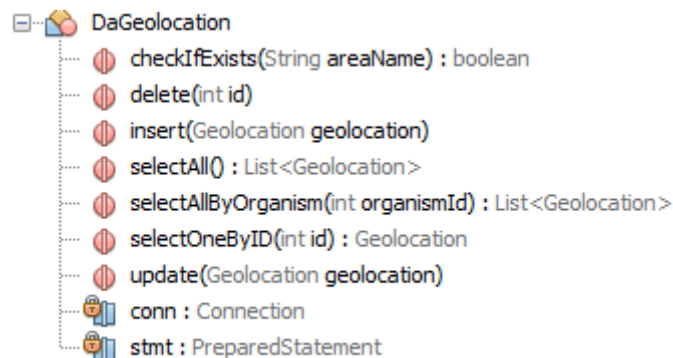 DaGeolocation
checkIfExists(String areaName) : boolean
delete(int id)
insert(Geolocation geolocation)
selectAll() : List<Geolocation>
selectAllByOrganism(int organismId) : List<Geolocation>
selectOneByID(int id) : Geolocation
update(Geolocation geolocation)
conn : Connection
stmt : PreparedStatement